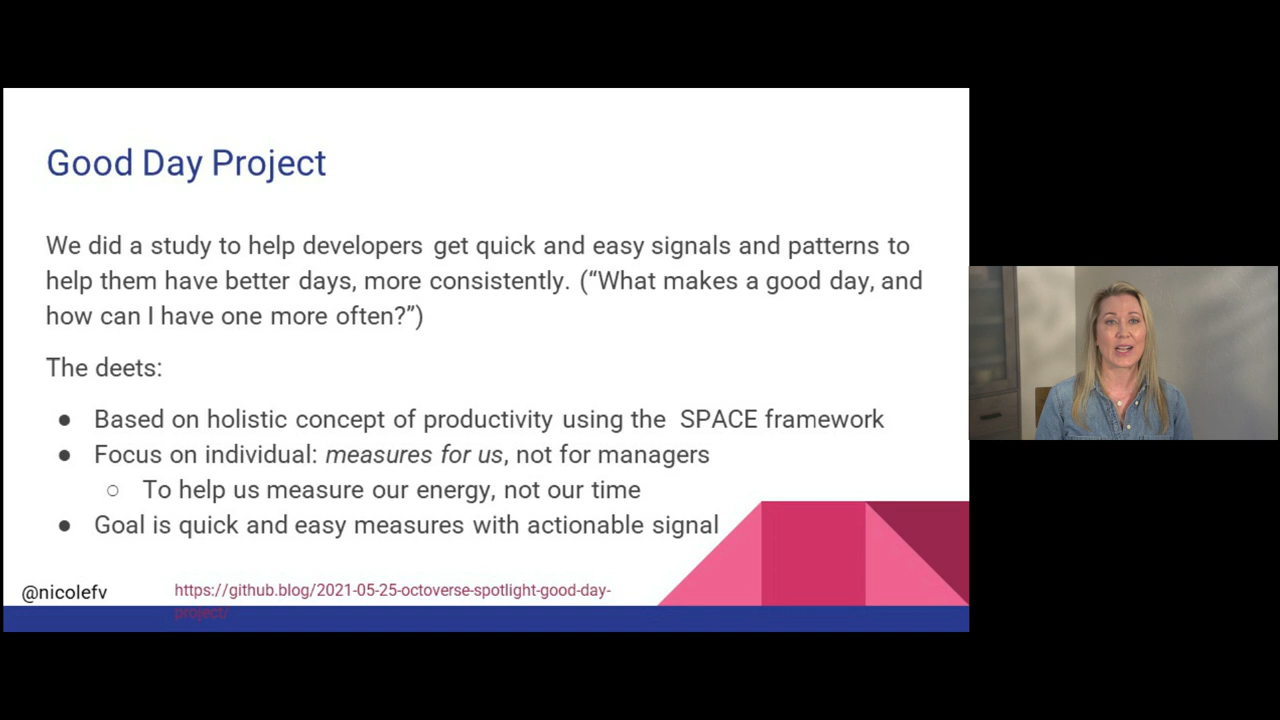 Good Day Project
We did a study to help developers get quick and easy signals and patterns to
help them have better days, more consistently. (“What makes a good day, and
how can I have one more often?”)
The deets:
● Based on holistic concept of productivity using the SPACE framework
● Focus on individual: measures for us, not for managers
○ To help us measure our energy, not our time
● Goal is quick and easy measures with actionable signal
@nicolefv
https://github.blog/2021-05-25-octoverse-spotlight-good-day-
project/